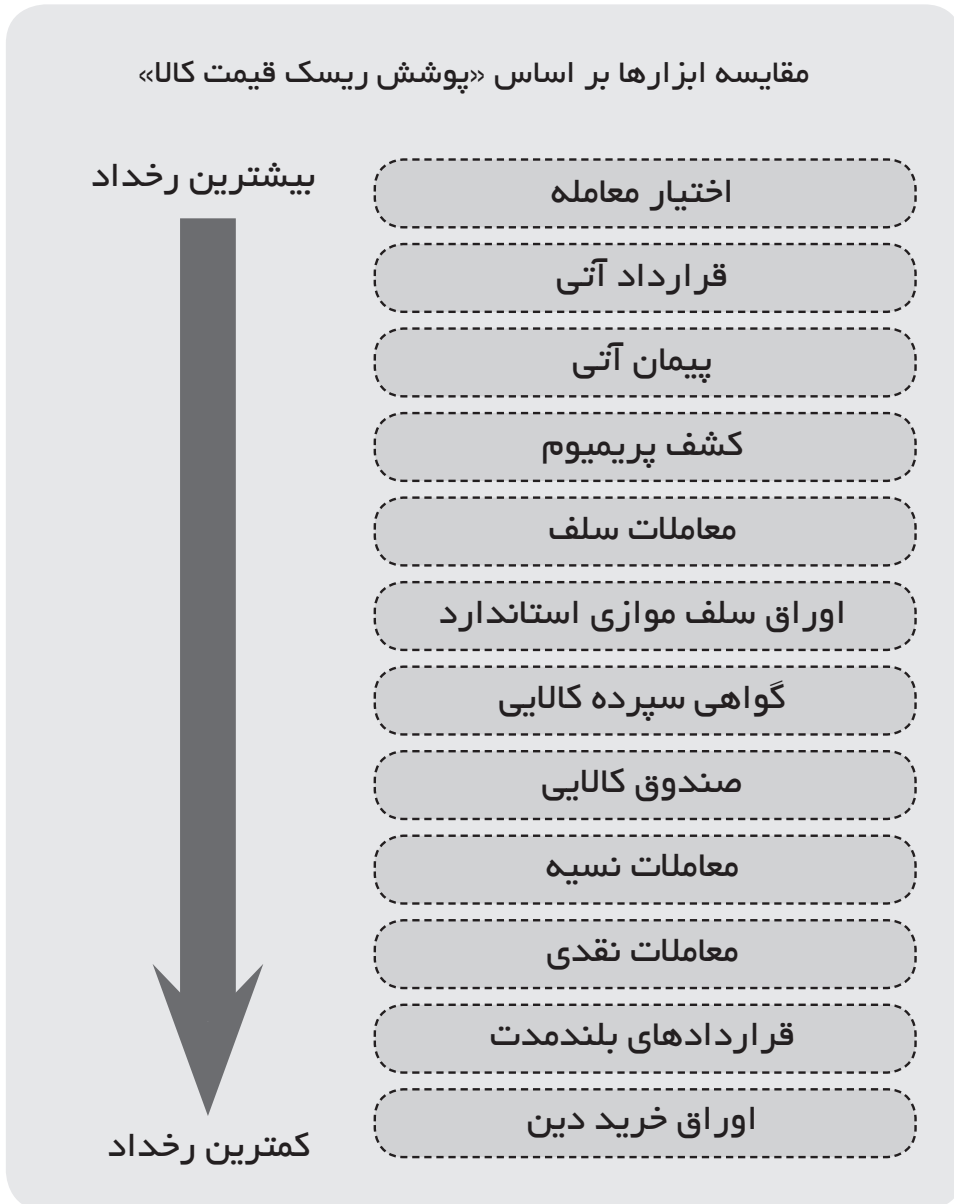 مقایسه ابزارها بر اساس «پوشش ریسک قیمت کالا»
بیشترین رخداد
اختیار معامله
قرارداد آتی
پیمان آتی
کشف پریمیوم
معاملات سلف
اوراق سلف موازی استاندارد
گواهی سپرده کالایی
صندوق کالایی
معاملات نسیه
معاملات نقدی
قراردادهای بلندمدت
اوراق خرید دین
کمترین رخداد